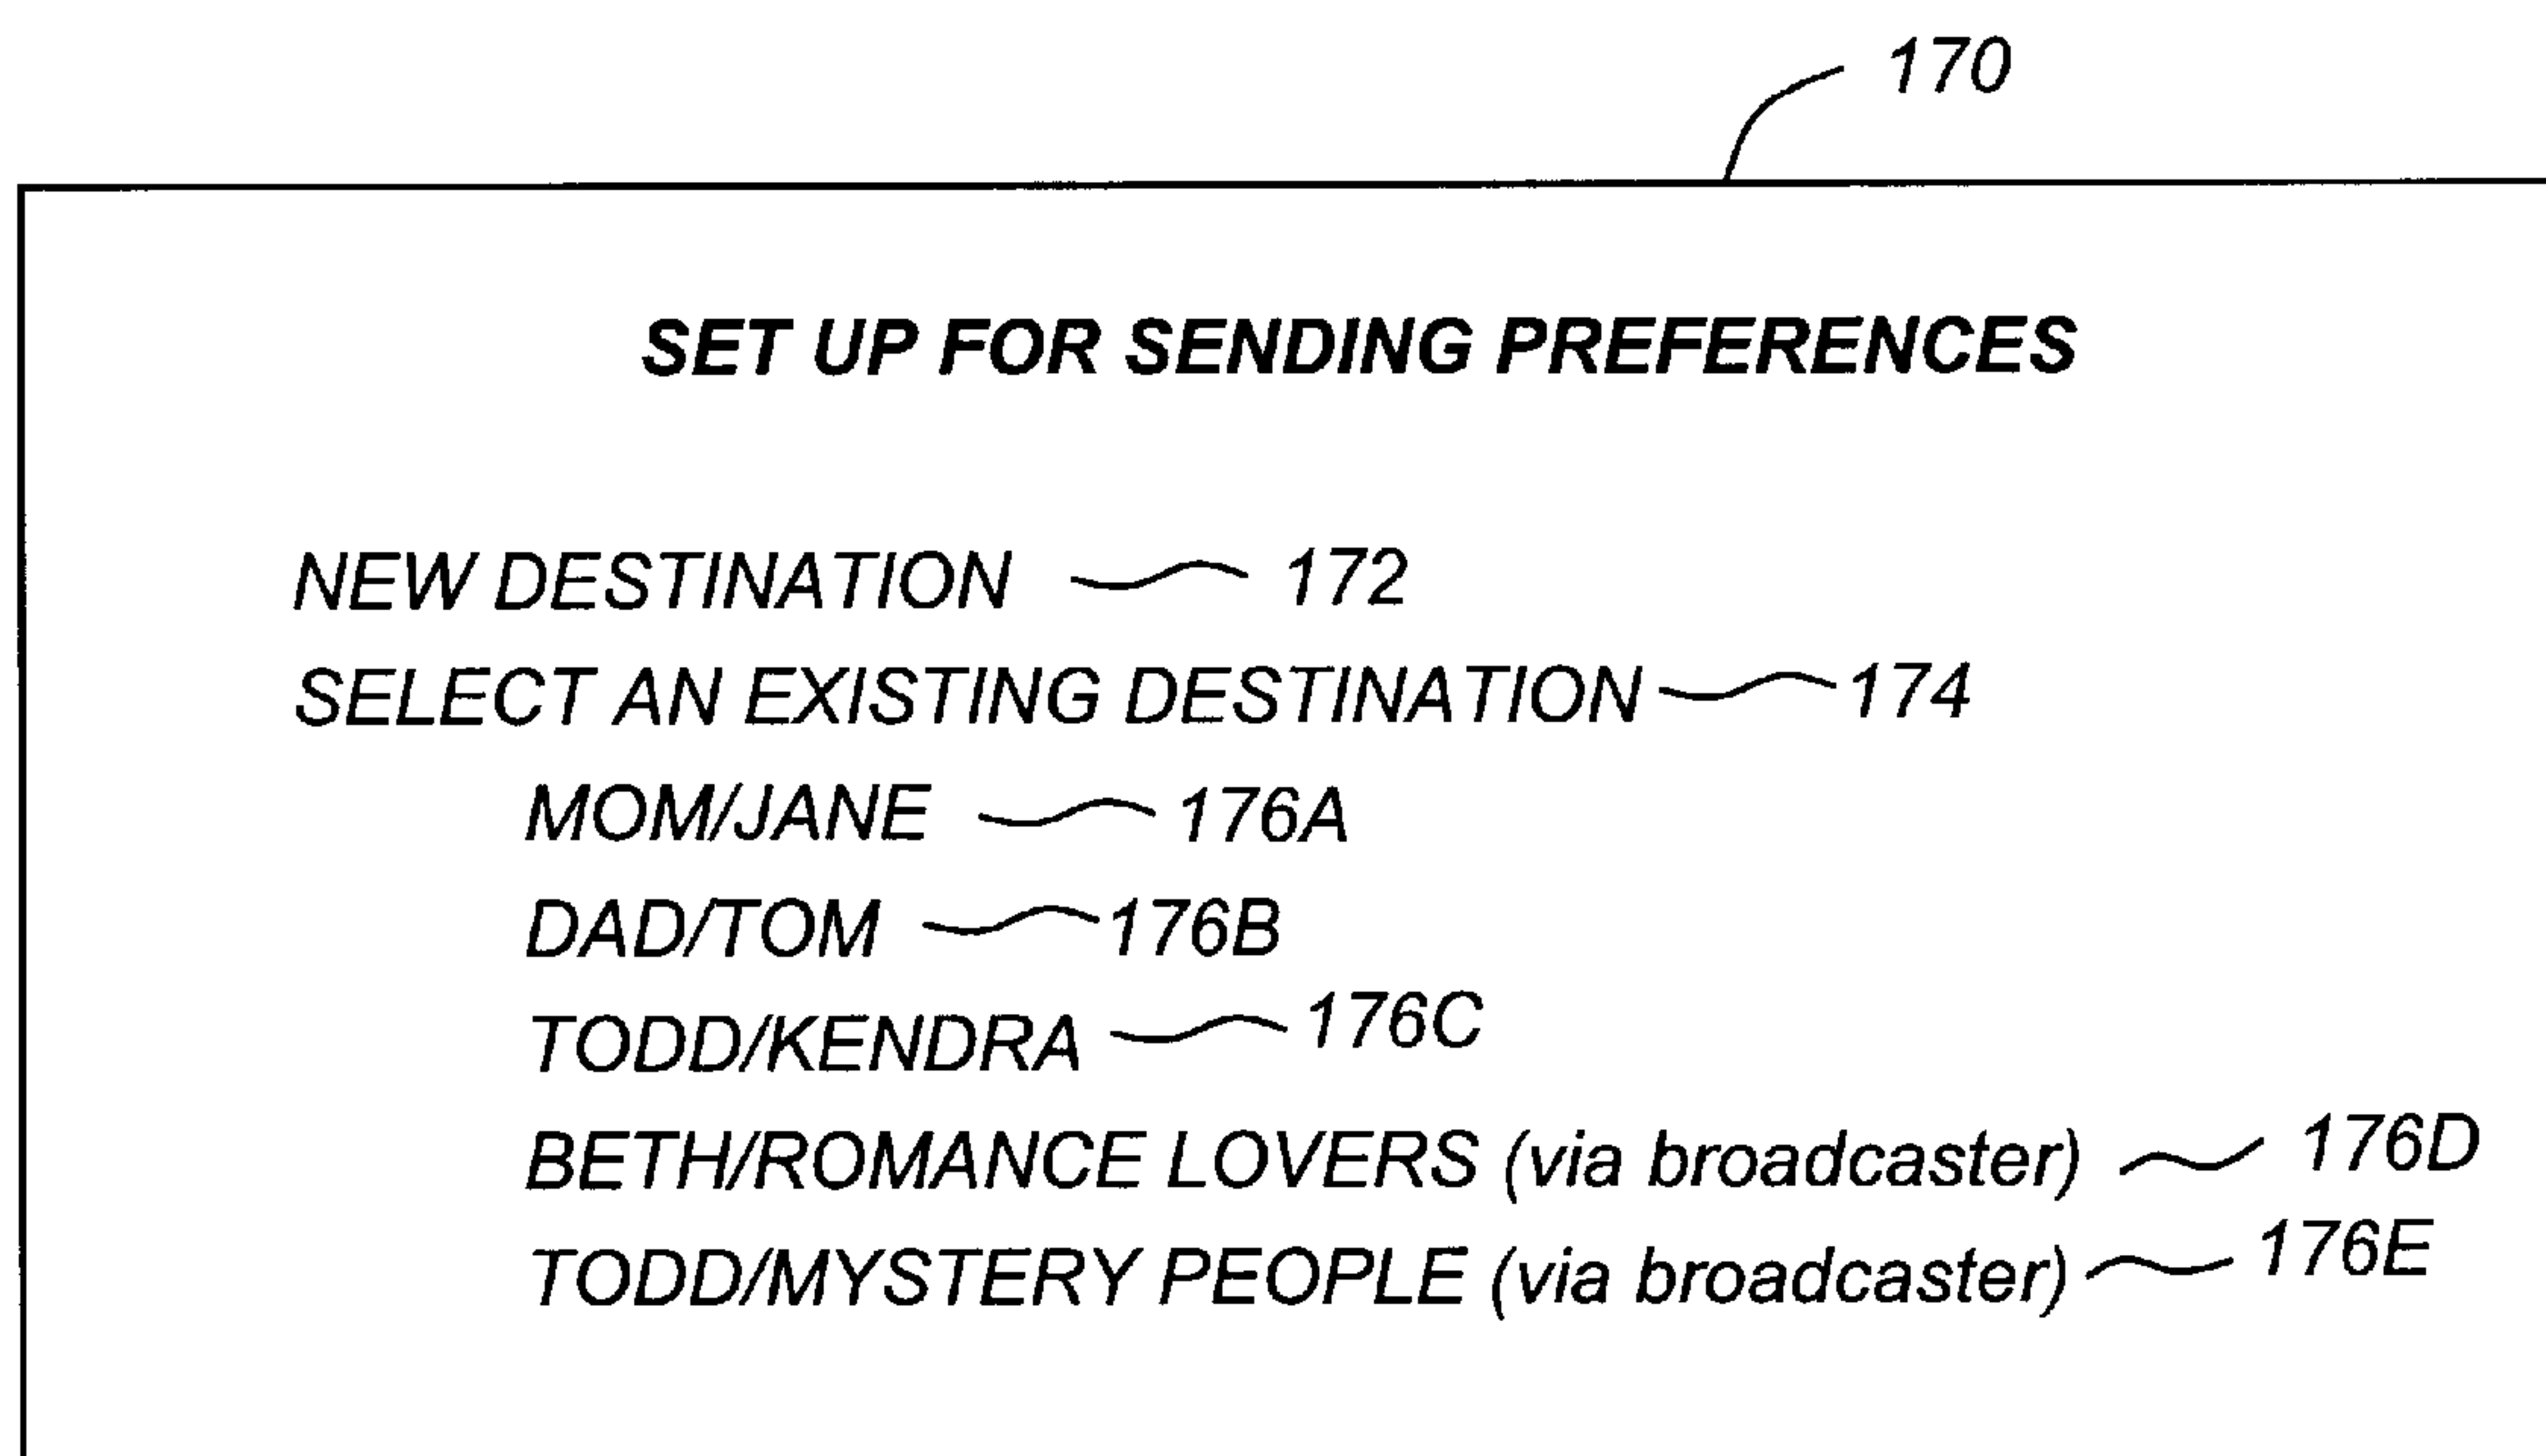 170
SET UP FOR SENDING PREFERENCES
NEW DESTINATION 172
SELECT AN EXISTING DESTINATION 174
MOM/JANE 176A
DAD/TOM 176B
TODD/KENDRA 176C
BETH/ROMANCE LOVERS (via broadcaster) 176D
TODD/MYSTERY PEOPLE (via broadcaster) 176E